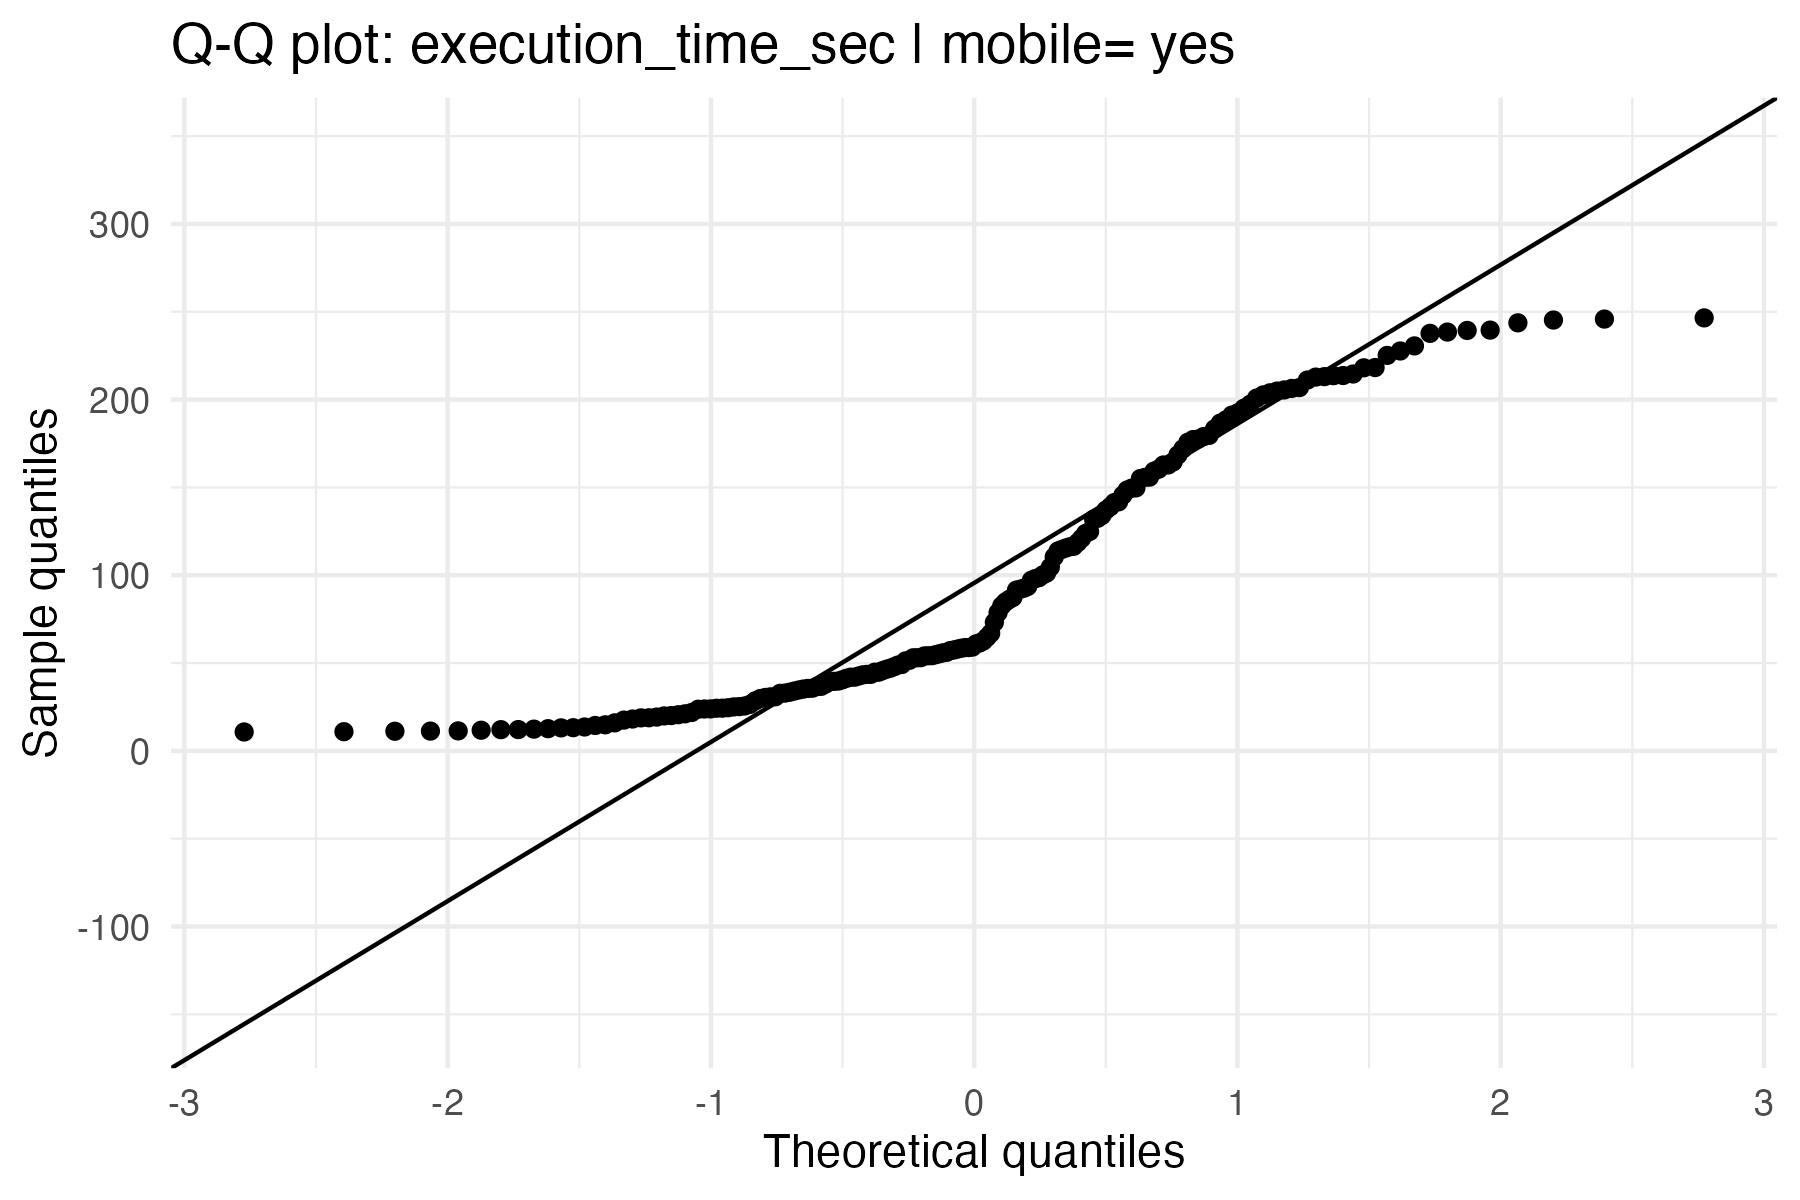 Q-Q plot: execution_time_sec | mobile= yes
Sample quantiles
300
200
100
0
-100
-3 -2 -1 0 1 2 3
Theoretical quantiles